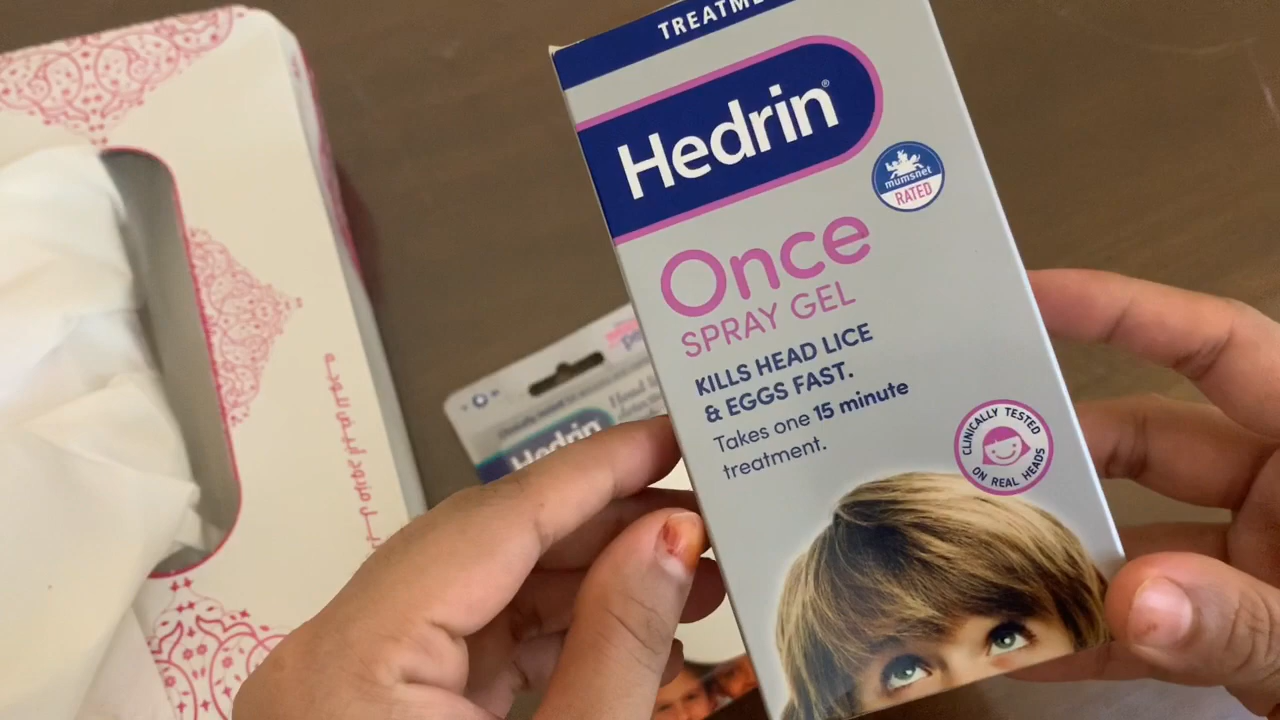 TREATME
Hedrin®
mumsnet
RATED
Once
SPRAY GEL
KILLS HEAD LICE
& EGGS FAST.
Takes one 15 minute
treatment.
CLINICALLY TESTED
ON REAL HEADS
Hedrin